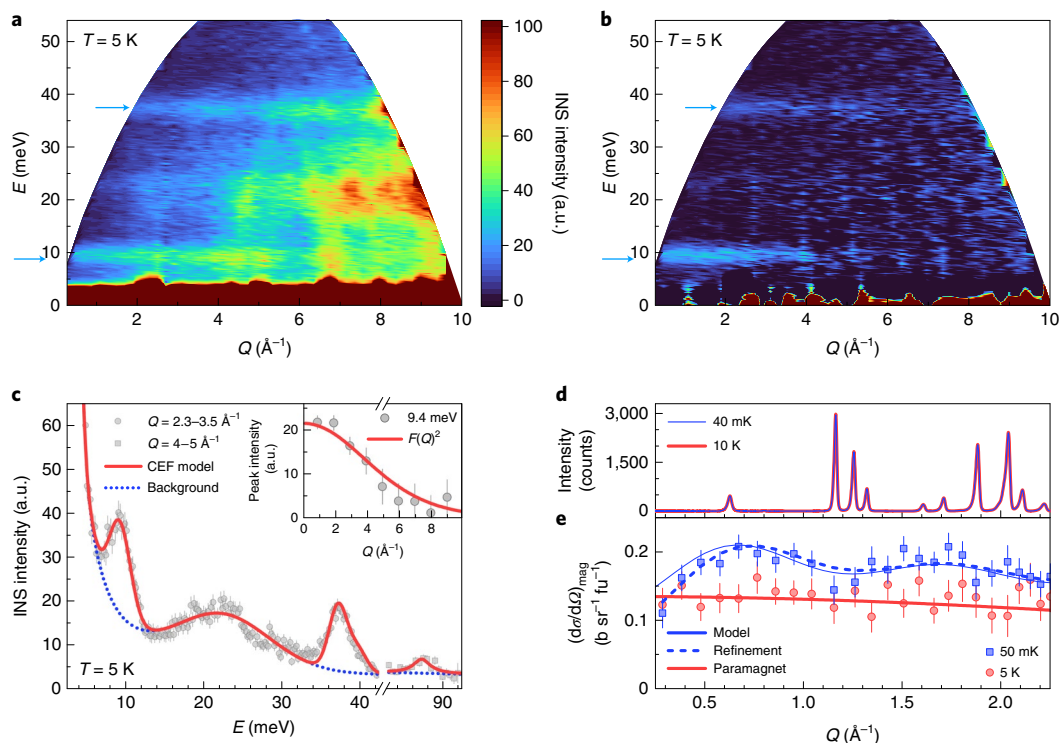 a
T = 5 K
50
40
30
20
10
0
E (meV)
2
4
6
8
10
Q (Å⁻¹)
100
80
60
40
20
0
INS intensity (a.u.)
b
T = 5 K
50
40
30
20
10
0
E (meV)
2
4
6
8
10
Q (Å⁻¹)
c
60
50
40
30
20
10
0
INS intensity (a.u.)
Q = 2.3–3.5 Å⁻¹
Q = 4–5 Å⁻¹
CEF model
Background
T = 5 K
10
20
30
40
90
E (meV)
20
10
0
Peak intensity
(a.u.)
9.4 meV
F(Q)²
0
2
4
6
8
Q (Å⁻¹)
d
3,000
1,500
0
Intensity
(counts)
40 mK
10 K
e
0.2
0.1
(dσ/dΩ)mag
(b sr⁻¹ fu⁻¹)
Model
Refinement
Paramagnet
50 mK
5 K
0.5
1.0
1.5
2.0
Q (Å⁻¹)